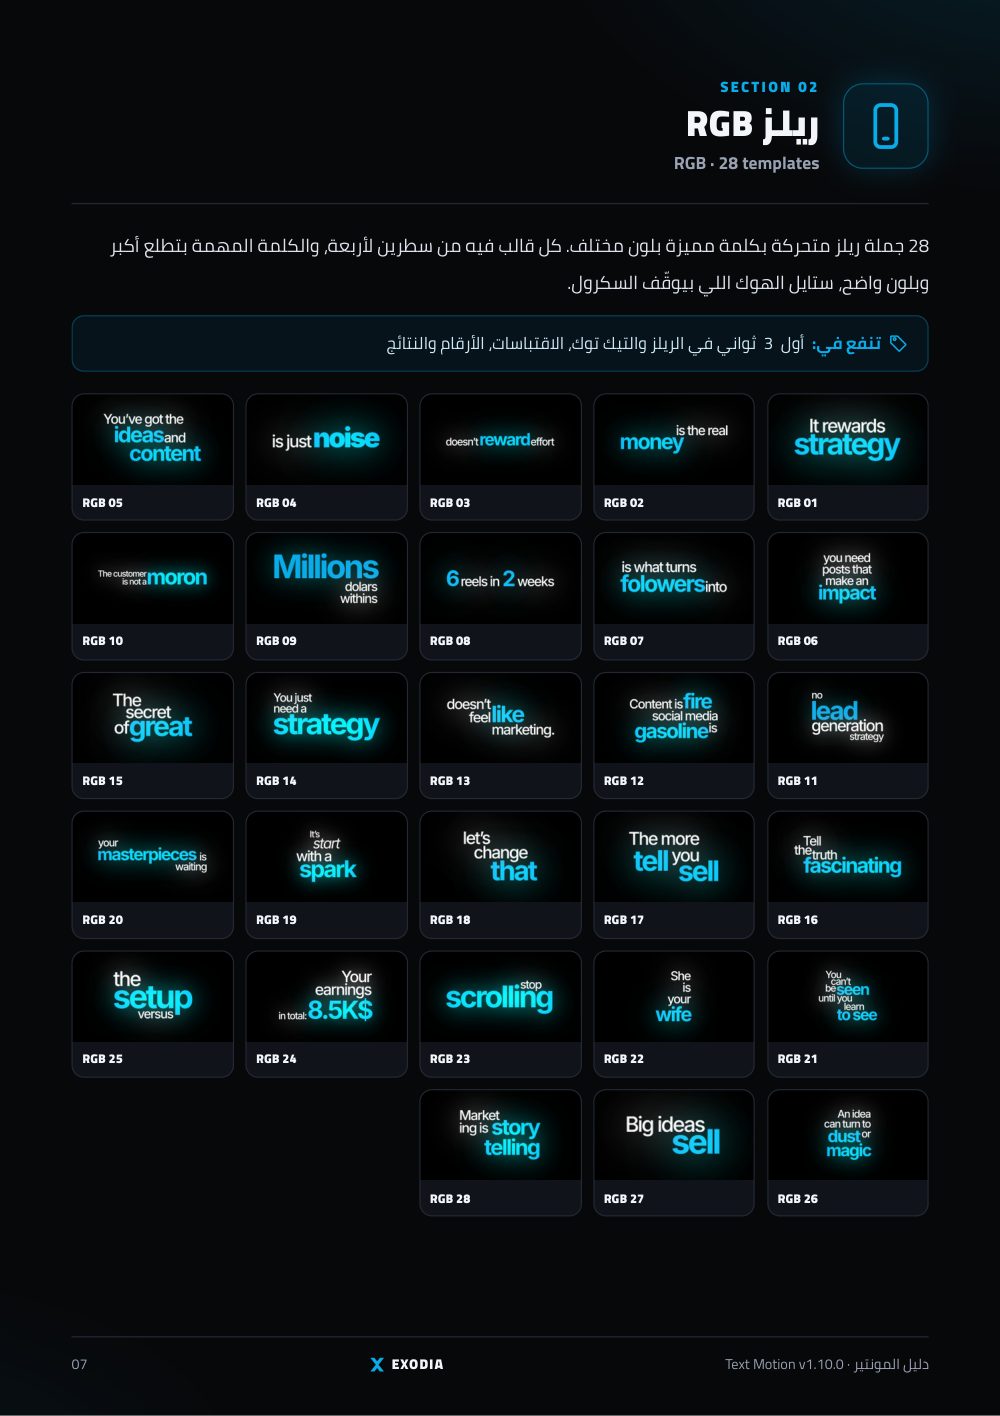 SECTION 02
ريلز RGB
RGB · 28 templates
28 جملة ريلز متحركة بكلمة مميزة بلون مختلف. كل قالب فيه من سطرين لأربعة، والكلمة المهمة بتطلع أكبر
وبلون واضح، ستايل الهوك اللي بيوقّف السكرول.
تنفع في: أول 3 ثواني في الريلز والتيك توك، الاقتباسات، الأرقام والنتائج
It rewards
strategy
RGB 01
is the real
money
RGB 02
doesn't reward effort
RGB 03
is just noise
RGB 04
You've got the
ideas and
content
RGB 05
you need
posts that
make an
impact
RGB 06
is what turns
folowers into
RGB 07
6 reels in 2 weeks
RGB 08
Millions
dolars
withins
RGB 09
The customer
is not a moron
RGB 10
no
lead
generation
strategy
RGB 11
Content is fire
social media
gasoline is
RGB 12
doesn't
feel like
marketing.
RGB 13
You just
need a
strategy
RGB 14
The
secret
of great
RGB 15
Tell
the truth
fascinating
RGB 16
The more
tell you
sell
RGB 17
let's
change
that
RGB 18
It's
start
with a
spark
RGB 19
your
masterpieces is
waiting
RGB 20
You
can't
be seen
until you
learn
to see
RGB 21
She
is
your
wife
RGB 22
stop
scrolling
RGB 23
Your
earnings
in total: 8.5K$
RGB 24
the
setup
versus
RGB 25
An idea
can turn to
dust or
magic
RGB 26
Big ideas
sell
RGB 27
Market
ing is story
telling
RGB 28
دليل المونتير · Text Motion v1.10.0
EXODIA
07